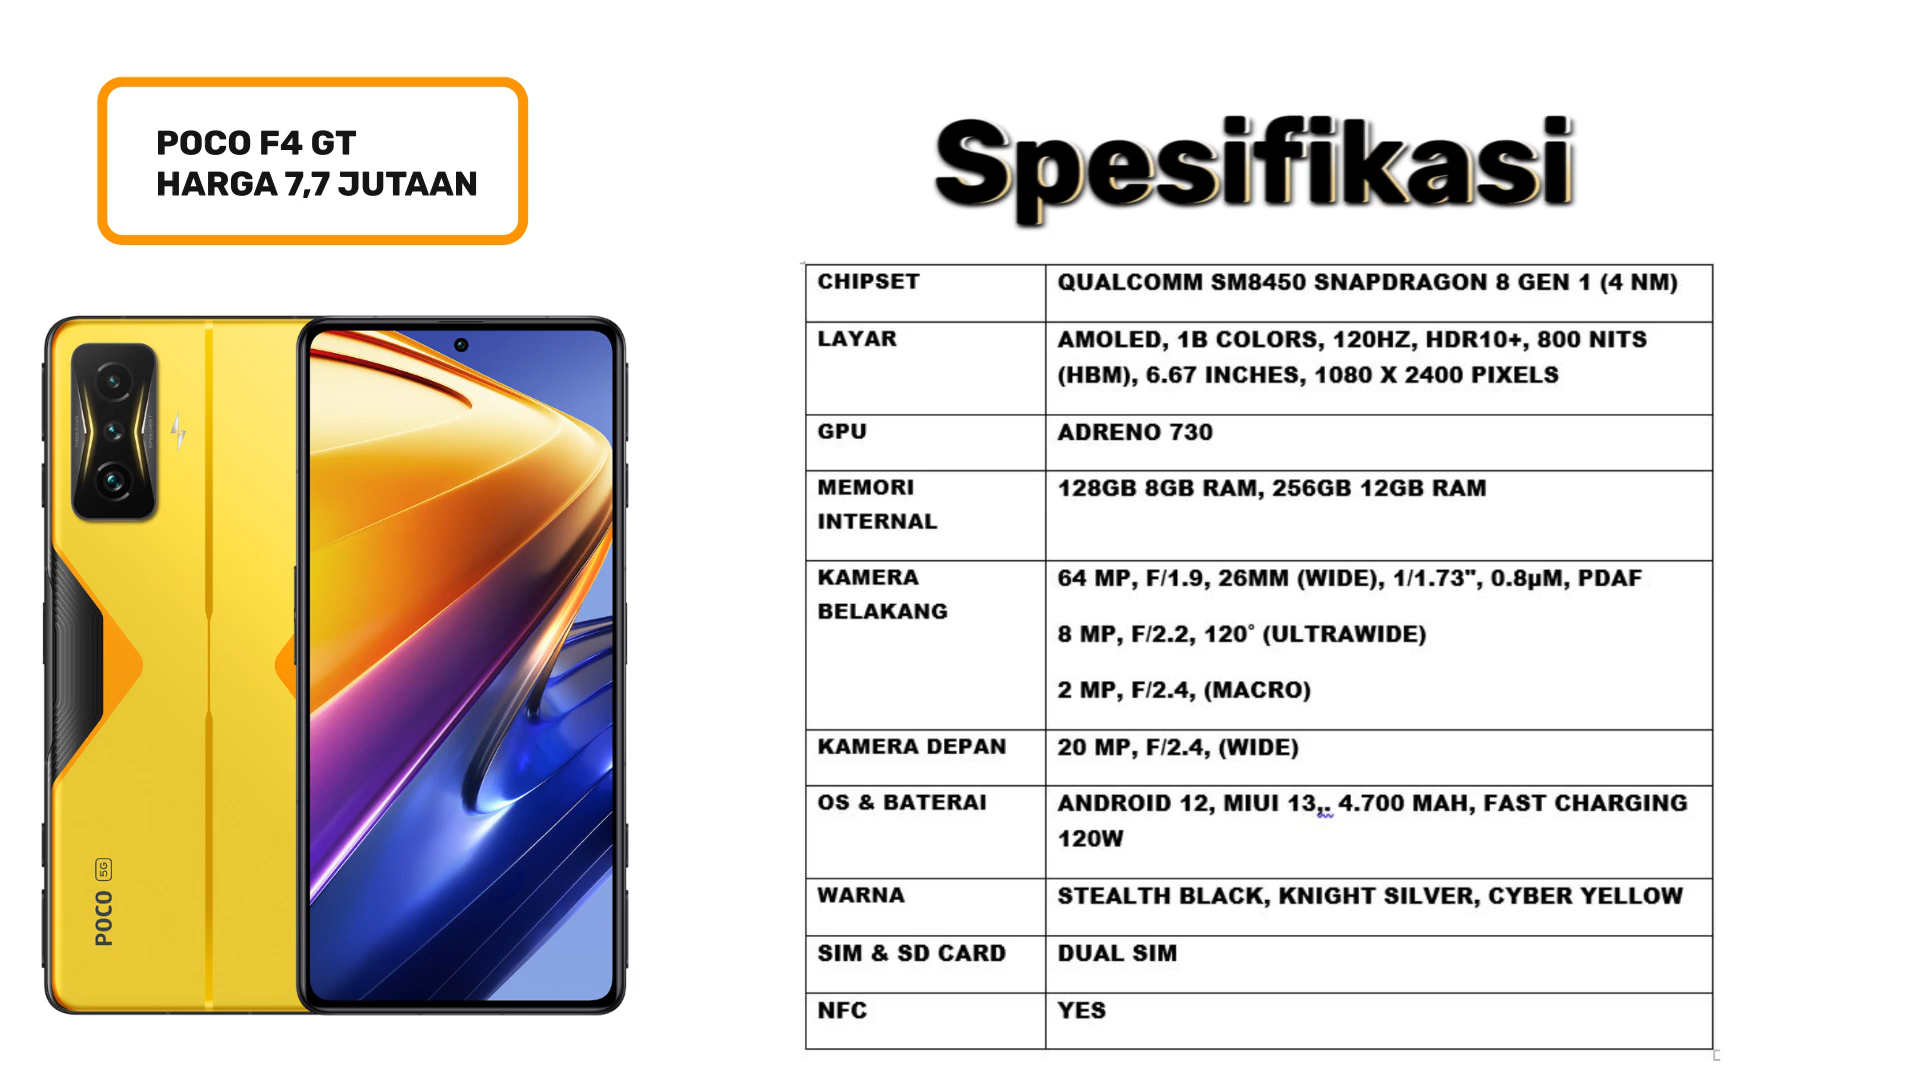 POCO F4 GT
HARGA 7,7 JUTAAN
Spesifikasi
CHIPSET QUALCOMM SM8450 SNAPDRAGON 8 GEN 1 (4 NM)
LAYAR AMOLED, 1B COLORS, 120HZ, HDR10+, 800 NITS
(HBM), 6.67 INCHES, 1080 X 2400 PIXELS
GPU ADRENO 730
MEMORI 128GB 8GB RAM, 256GB 12GB RAM
INTERNAL
KAMERA 64 MP, F/1.9, 26MM (WIDE), 1/1.73", 0.8µM, PDAF
BELAKANG
8 MP, F/2.2, 120˚ (ULTRAWIDE)
2 MP, F/2.4, (MACRO)
KAMERA DEPAN 20 MP, F/2.4, (WIDE)
OS & BATERAI ANDROID 12, MIUI 13,. 4.700 MAH, FAST CHARGING
120W
WARNA STEALTH BLACK, KNIGHT SILVER, CYBER YELLOW
SIM & SD CARD DUAL SIM
NFC YES
POCO 5G